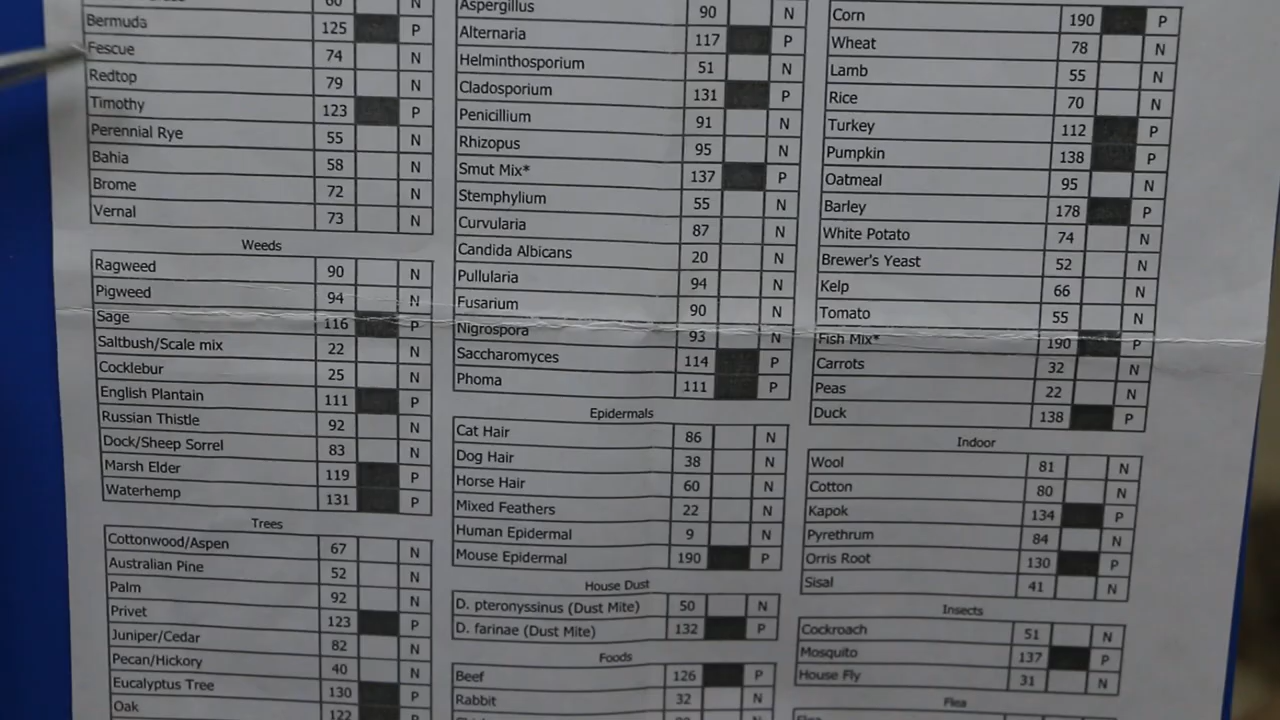 60 N
Bermuda 125 P
Fescue 74 N
Redtop 79 N
Timothy 123 P
Perennial Rye 55 N
Bahia 58 N
Brome 72 N
Vernal 73 N
Weeds
Ragweed 90 N
Pigweed 94 N
Sage 116 P
Saltbush/Scale mix 22 N
Cocklebur 25 N
English Plantain 111 P
Russian Thistle 92 N
Dock/Sheep Sorrel 83 N
Marsh Elder 119 P
Waterhemp 131 P
Trees
Cottonwood/Aspen 67 N
Australian Pine 52 N
Palm 92 N
Privet 123 P
Juniper/Cedar 82 N
Pecan/Hickory 40 N
Eucalyptus Tree 130 P
Oak 122 P
Aspergillus 90 N
Alternaria 117 P
Helminthosporium 51 N
Cladosporium 131 P
Penicillium 91 N
Rhizopus 95 N
Smut Mix* 137 P
Stemphylium 55 N
Curvularia 87 N
Candida Albicans 20 N
Pullularia 94 N
Fusarium 90 N
Nigrospora 93 N
Saccharomyces 114 P
Phoma 111 P
Epidermals
Cat Hair 86 N
Dog Hair 38 N
Horse Hair 60 N
Mixed Feathers 22 N
Human Epidermal 9 N
Mouse Epidermal 190 P
House Dust
D. pteronyssinus (Dust Mite) 50 N
D. farinae (Dust Mite) 132 P
Foods
Beef 126 P
Rabbit 32 N
Corn 190 P
Wheat 78 N
Lamb 55 N
Rice 70 N
Turkey 112 P
Pumpkin 138 P
Oatmeal 95 N
Barley 178 P
White Potato 74 N
Brewer's Yeast 52 N
Kelp 66 N
Tomato 55 N
Fish Mix* 190 P
Carrots 32 N
Peas 22 N
Duck 138 P
Indoor
Wool 81 N
Cotton 80 N
Kapok 134 P
Pyrethrum 84 N
Orris Root 130 P
Sisal 41 N
Insects
Cockroach 51 N
Mosquito 137 P
House Fly 31 N
Flea